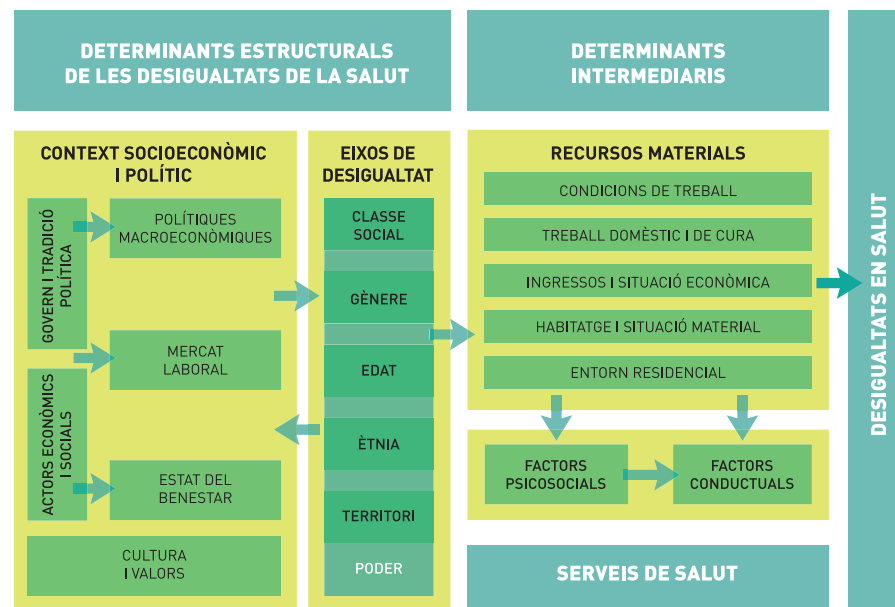 DETERMINANTS ESTRUCTURALS
DE LES DESIGUALTATS DE LA SALUT
DETERMINANTS
INTERMEDIARIS
CONTEXT SOCIOECONÒMIC
I POLÍTIC
GOVERN I TRADICIÓ
POLÍTICA
POLÍTIQUES
MACROECONÒMIQUES
MERCAT
LABORAL
ACTORS ECONÒMICS
I SOCIALS
ESTAT DEL
BENESTAR
CULTURA
I VALORS
EIXOS DE
DESIGUALTAT
CLASSE
SOCIAL
GÈNERE
EDAT
ÈTNIA
TERRITORI
PODER
RECURSOS MATERIALS
CONDICIONS DE TREBALL
TREBALL DOMÈSTIC I DE CURA
INGRESSOS I SITUACIÓ ECONÒMICA
HABITATGE I SITUACIÓ MATERIAL
ENTORN RESIDENCIAL
FACTORS
PSICOSOCIALS
FACTORS
CONDUCTUALS
SERVEIS DE SALUT
DESIGUALTATS EN SALUT